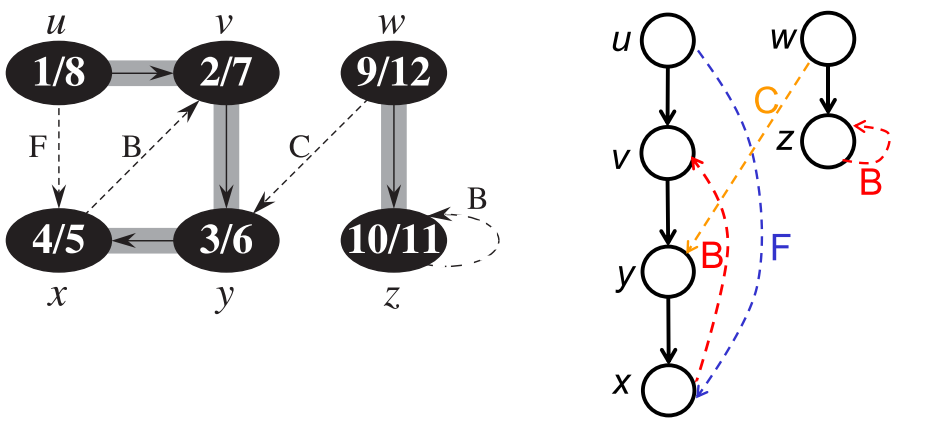 u v w
1/8 2/7 9/12
F B C
B
4/5 3/6 10/11
x y z
u w
C
z
v B
F
B
y
x